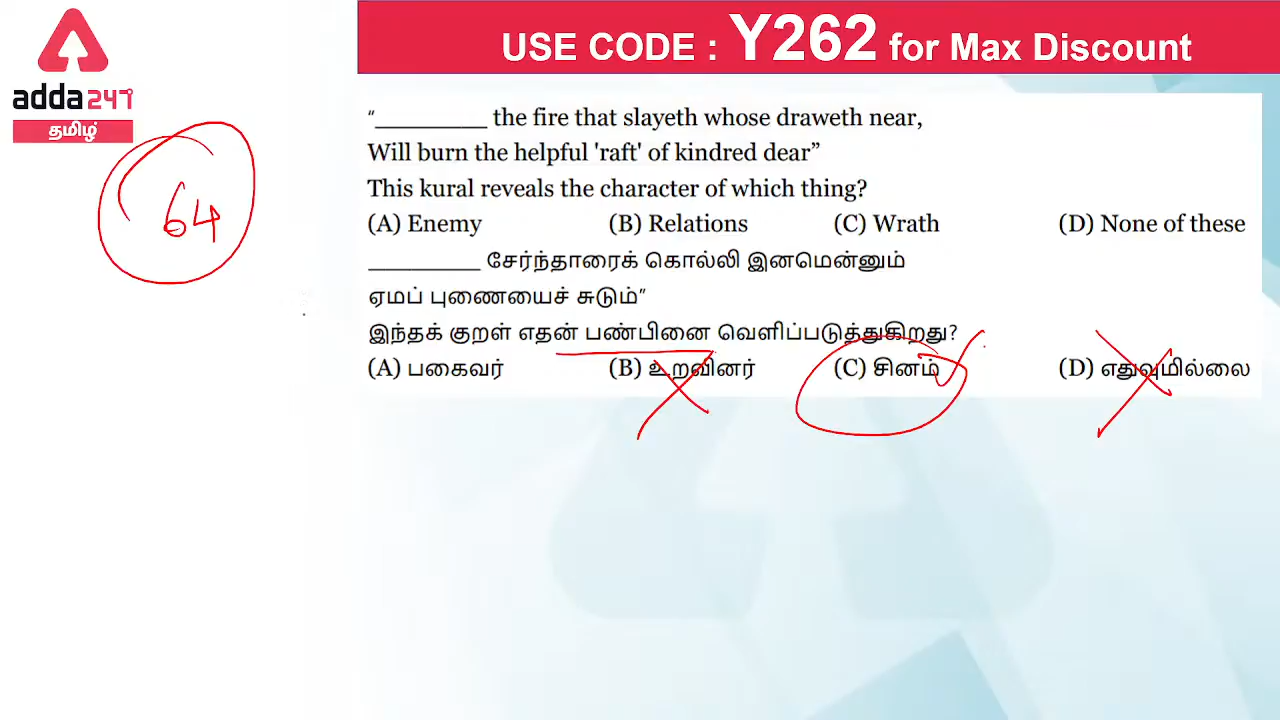 USE CODE : Y262 for Max Discount
adda247
தமிழ்
64
"_________ the fire that slayeth whose draweth near,
Will burn the helpful 'raft' of kindred dear”
This kural reveals the character of which thing?
(A) Enemy (B) Relations (C) Wrath (D) None of these
_________ சேர்ந்தாரைக் கொல்லி இனமென்னும்
ஏமப் புணையைச் சுடும்”
இந்தக் குறள் எதன் பண்பினை வெளிப்படுத்துகிறது?
(A) பகைவர் (B) உறவினர் (C) சினம் (D) எதுவுமில்லை